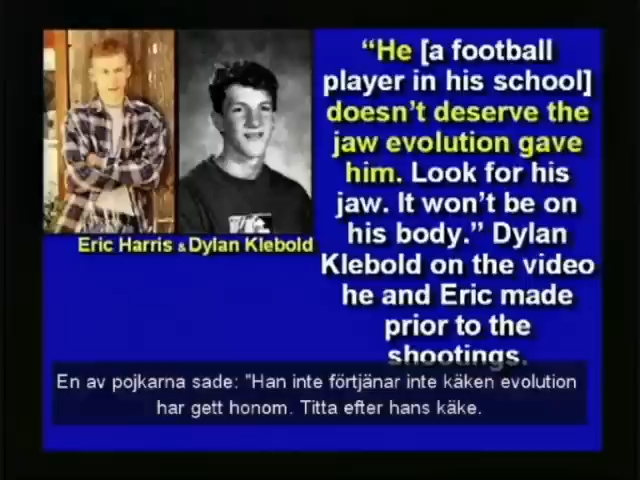 “He [a football
player in his school]
doesn’t deserve the
jaw evolution gave
him. Look for his
jaw. It won’t be on
his body.” Dylan
Klebold on the video
he and Eric made
prior to the
shootings.
Eric Harris & Dylan Klebold
En av pojkarna sade: "Han inte förtjänar inte käken evolution
har gett honom. Titta efter hans käke.